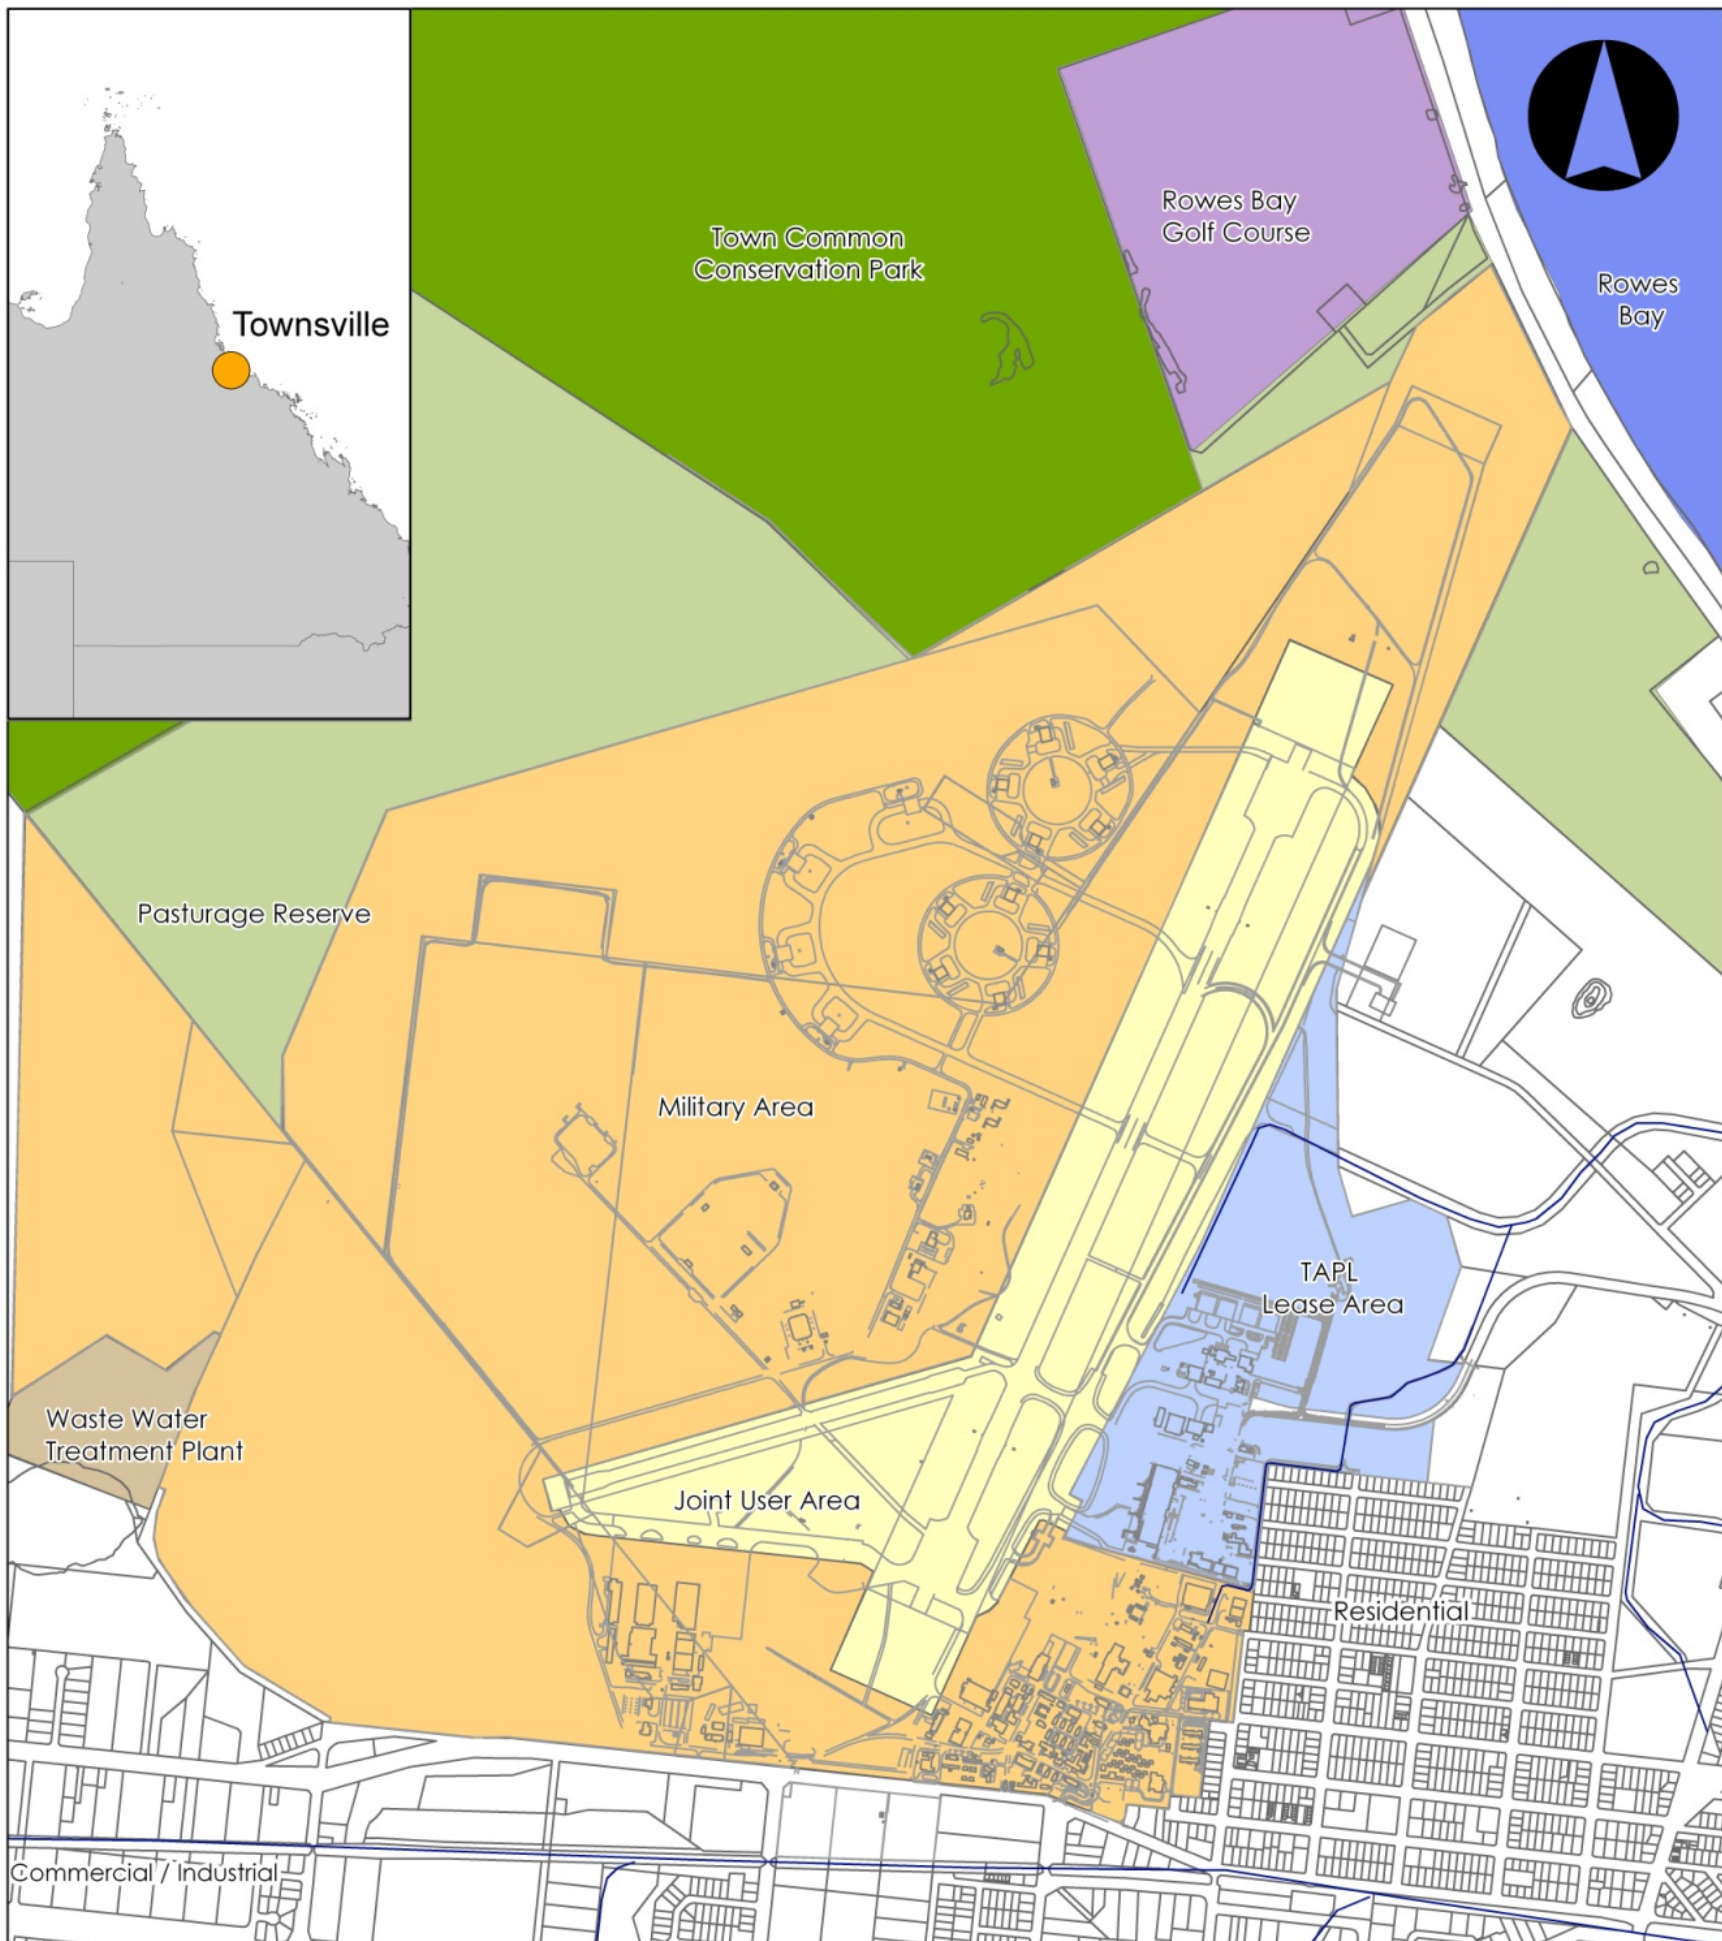 Townsville
Town Common
Conservation Park
Rowes Bay
Golf Course
Rowes
Bay
Pasturage Reserve
Military Area
TAPL
Lease Area
Waste Water
Treatment Plant
Joint User Area
Residential
Commercial / Industrial